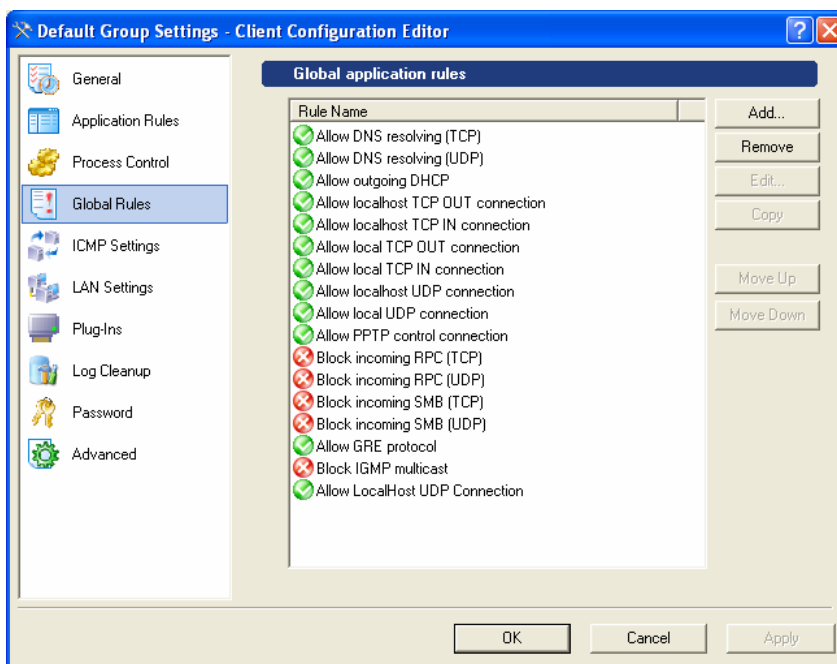 Default Group Settings - Client Configuration Editor
General
Application Rules
Process Control
Global Rules
ICMP Settings
LAN Settings
Plug-Ins
Log Cleanup
Password
Advanced
Global application rules
Rule Name
Allow DNS resolving (TCP)
Allow DNS resolving (UDP)
Allow outgoing DHCP
Allow localhost TCP OUT connection
Allow localhost TCP IN connection
Allow local TCP OUT connection
Allow local TCP IN connection
Allow localhost UDP connection
Allow local UDP connection
Allow PPTP control connection
Block incoming RPC (TCP)
Block incoming RPC (UDP)
Block incoming SMB (TCP)
Block incoming SMB (UDP)
Allow GRE protocol
Block IGMP multicast
Allow LocalHost UDP Connection
Add...
Remove
Edit...
Copy
Move Up
Move Down
OK
Cancel
Apply